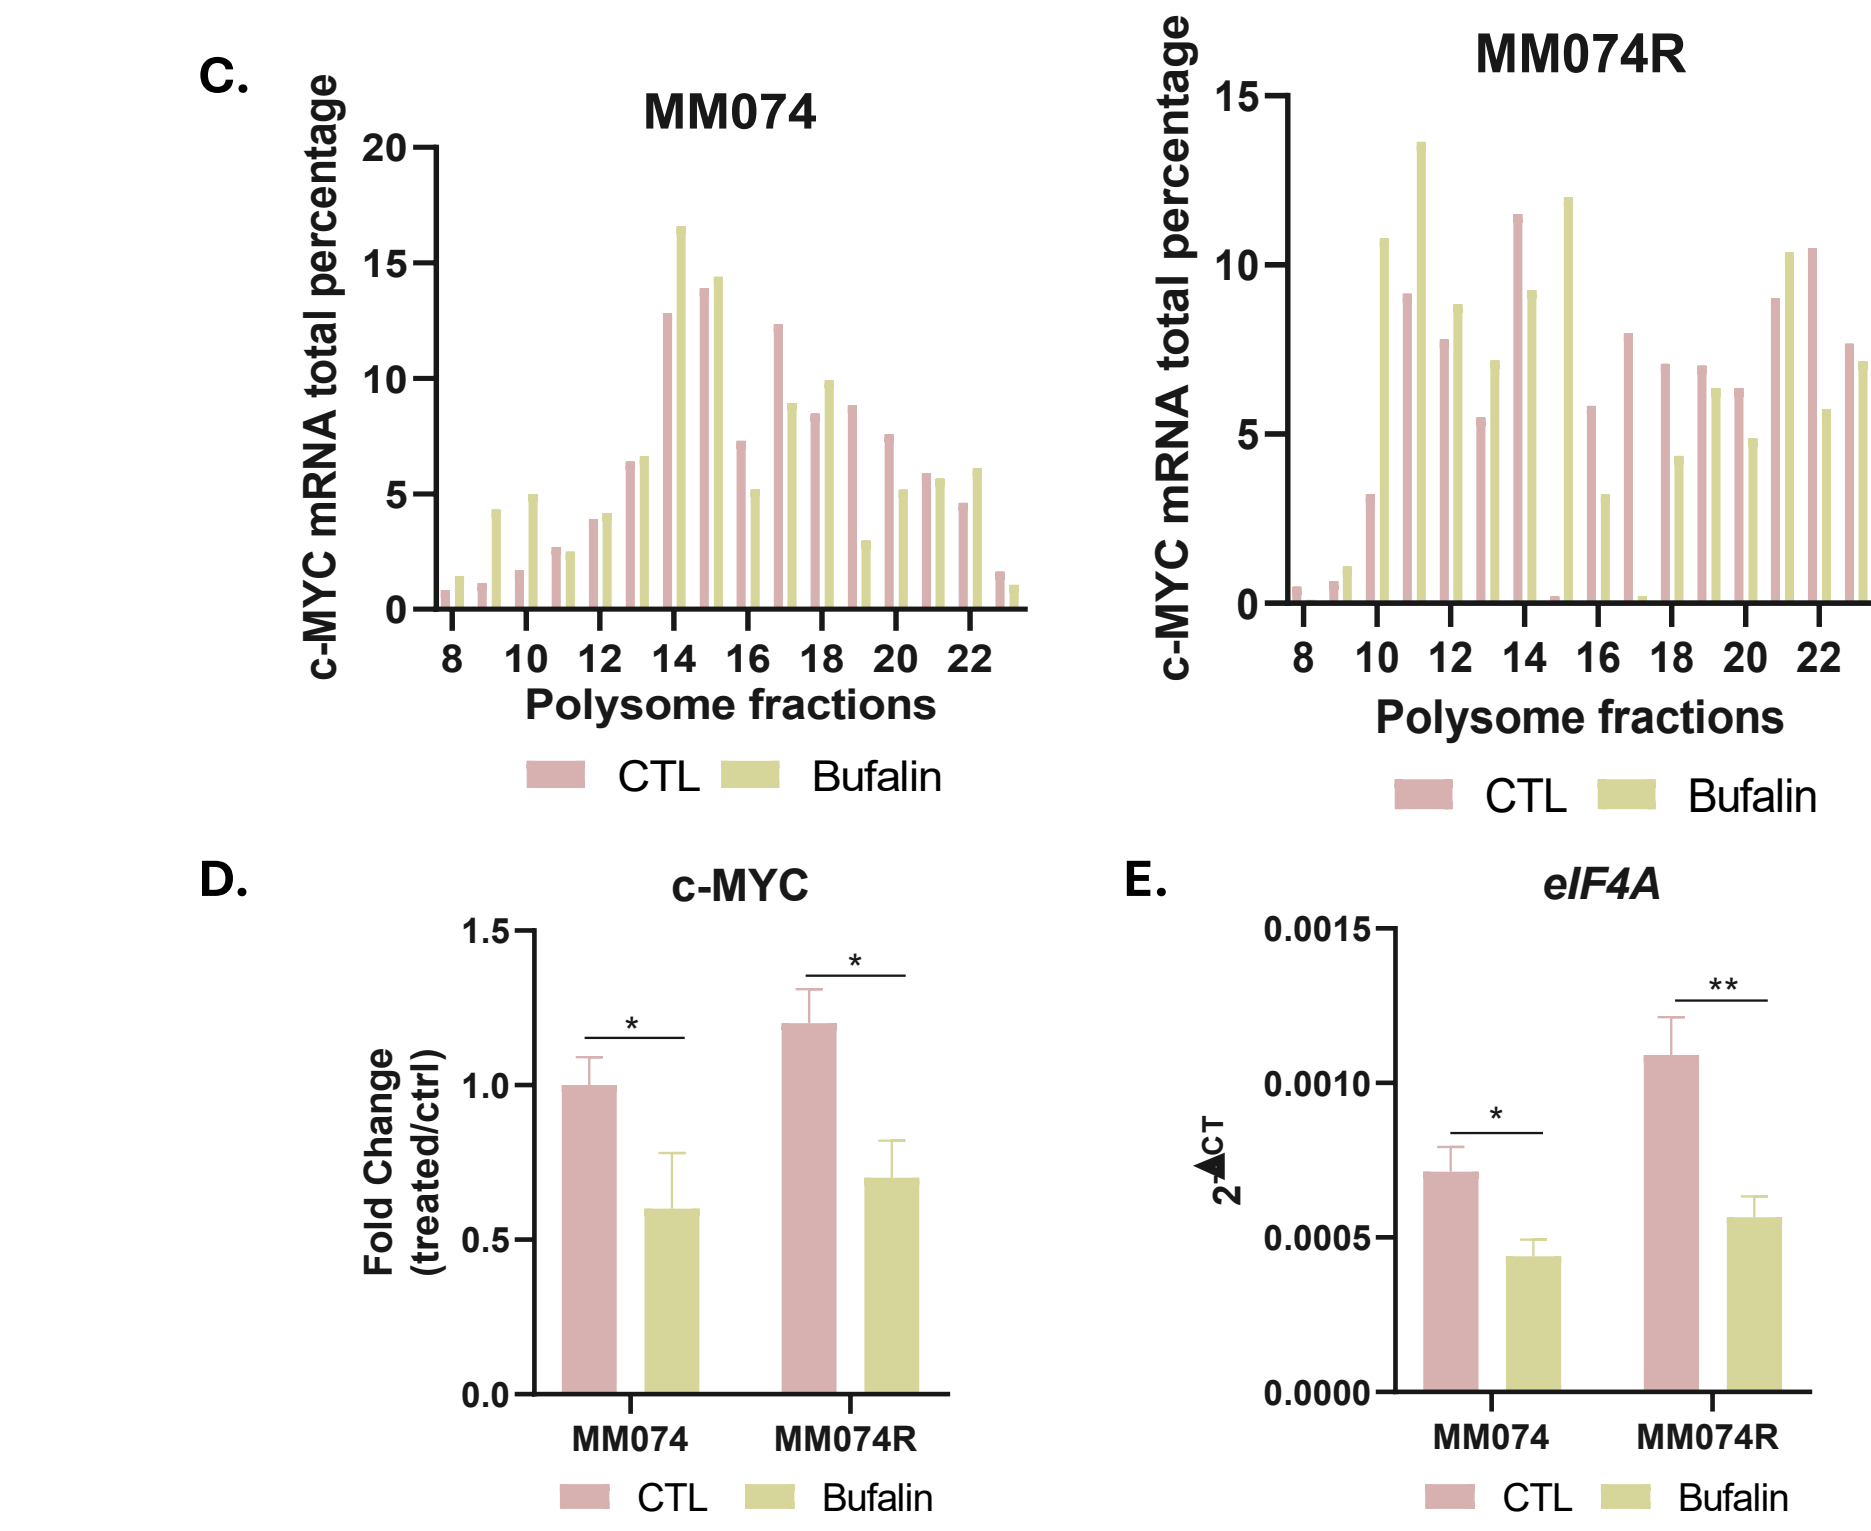 C.
MM074
c-MYC mRNA total percentage
20
15
10
5
0
8 10 12 14 16 18 20 22
Polysome fractions
CTL Bufalin
MM074R
c-MYC mRNA total percentage
15
10
5
0
8 10 12 14 16 18 20 22
Polysome fractions
CTL Bufalin
D.
c-MYC
Fold Change
(treated/ctrl)
1.5
1.0
0.5
0.0
*
*
MM074 MM074R
CTL Bufalin
E.
eIF4A
2-▲CT
0.0015
0.0010
0.0005
0.0000
*
**
MM074 MM074R
CTL Bufalin